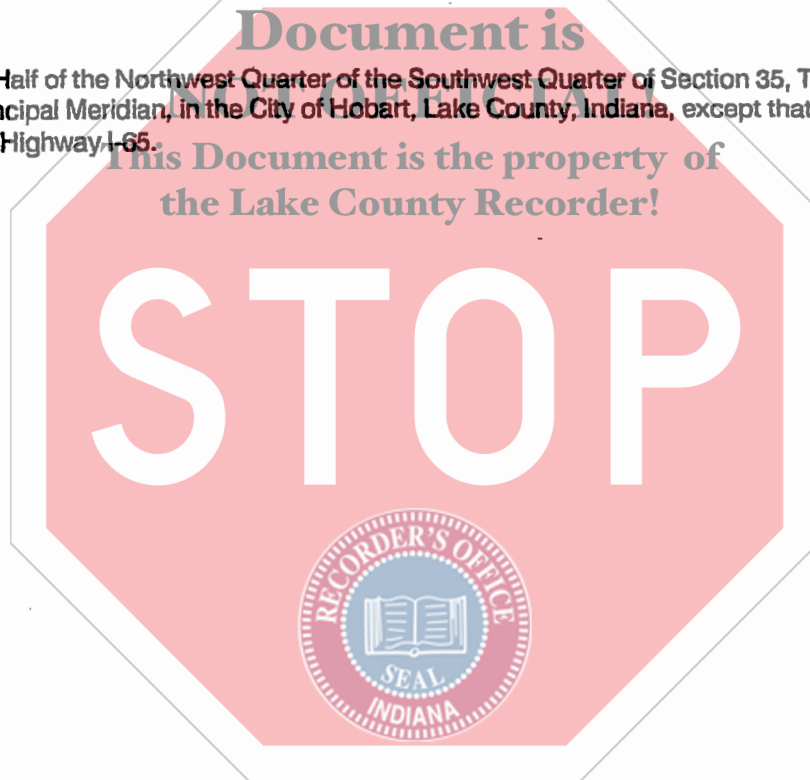 Document is
Half of the Northwest Quarter of the Southwest Quarter of Section 35, T
NOT OFFICIAL!
ncipal Meridian, in the City of Hobart, Lake County, Indiana, except that
Highway I-65.
This Document is the property of
the Lake County Recorder!
STOP
RECORDER'S OFFICE
SEAL
INDIANA